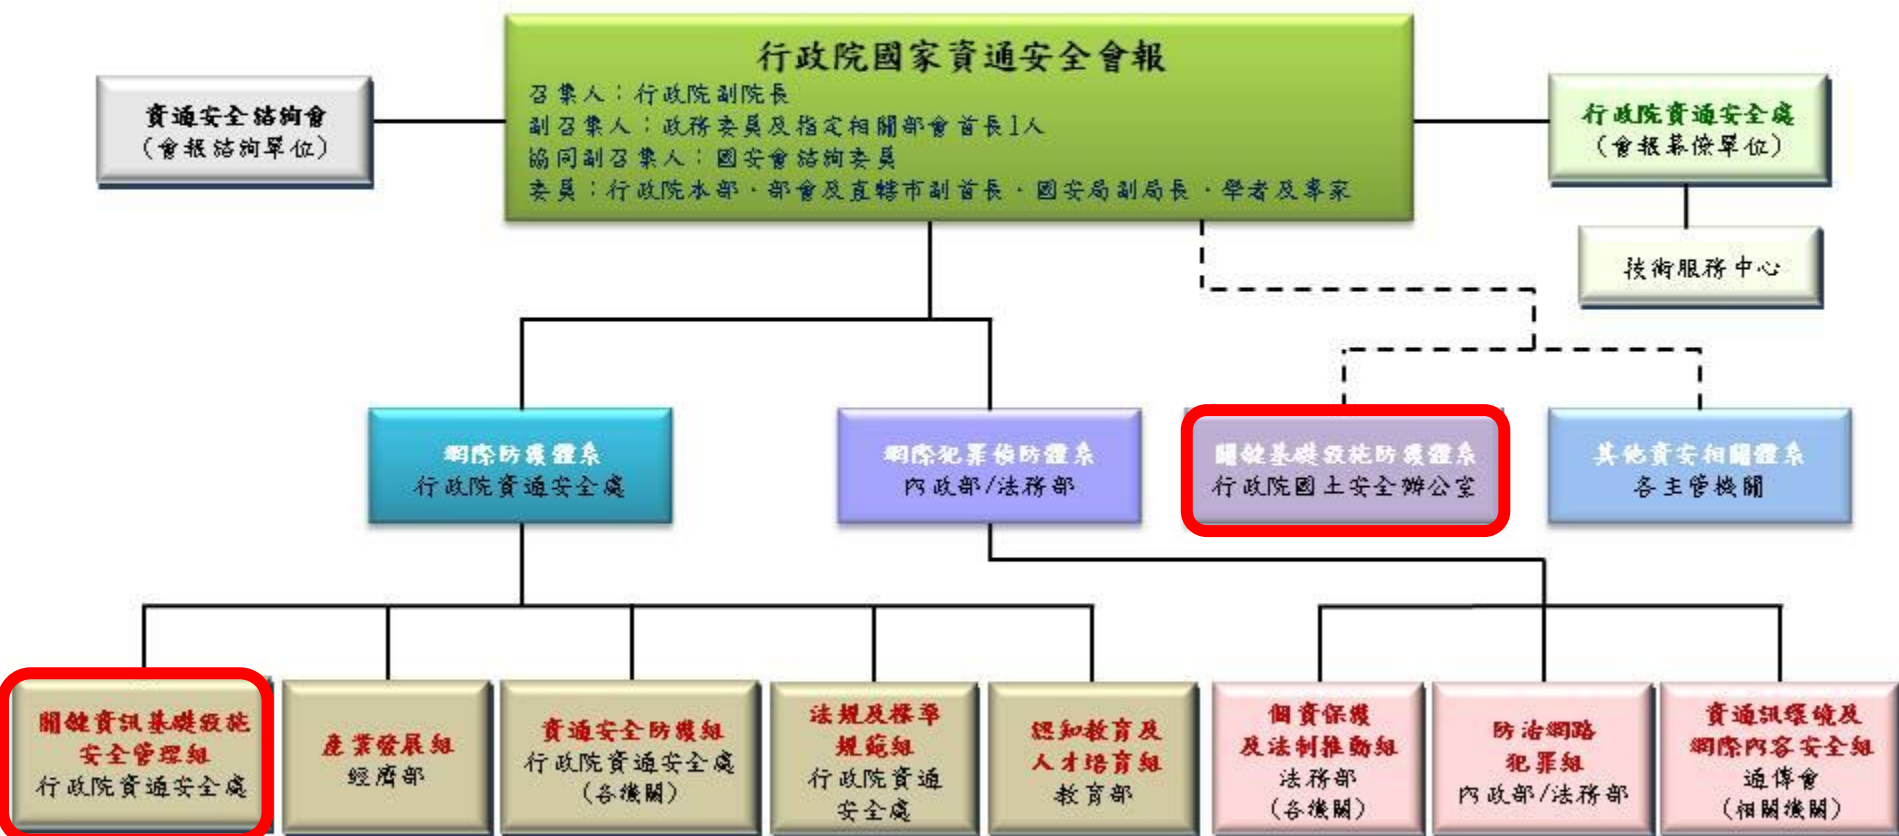 行政院國家資通安全會報
召集人：行政院副院長
副召集人：政務委員及指定相關部會首長1人
協同副召集人：國安會諮詢委員
委員：行政院本部、部會及直轄市副首長、國安局副局長、學者及專家
資通安全諮詢會
(會報諮詢單位)
行政院資通安全處
(會報幕僚單位)
技術服務中心
網際防護體系
行政院資通安全處
網際犯罪偵防體系
內政部/法務部
關鍵基礎設施防護體系
行政院國土安全辦公室
其他資安相關體系
各主管機關
關鍵資訊基礎設施
安全管理組
行政院資通安全處
產業發展組
經濟部
資通安全防護組
行政院資通安全處
(各機關)
法規及標準
規範組
行政院資通
安全處
認知教育及
人才培育組
教育部
個資保護
及法制推動組
法務部
(各機關)
防治網路
犯罪組
內政部/法務部
資通訊環境及
網際內容安全組
通傳會
(相關機關)